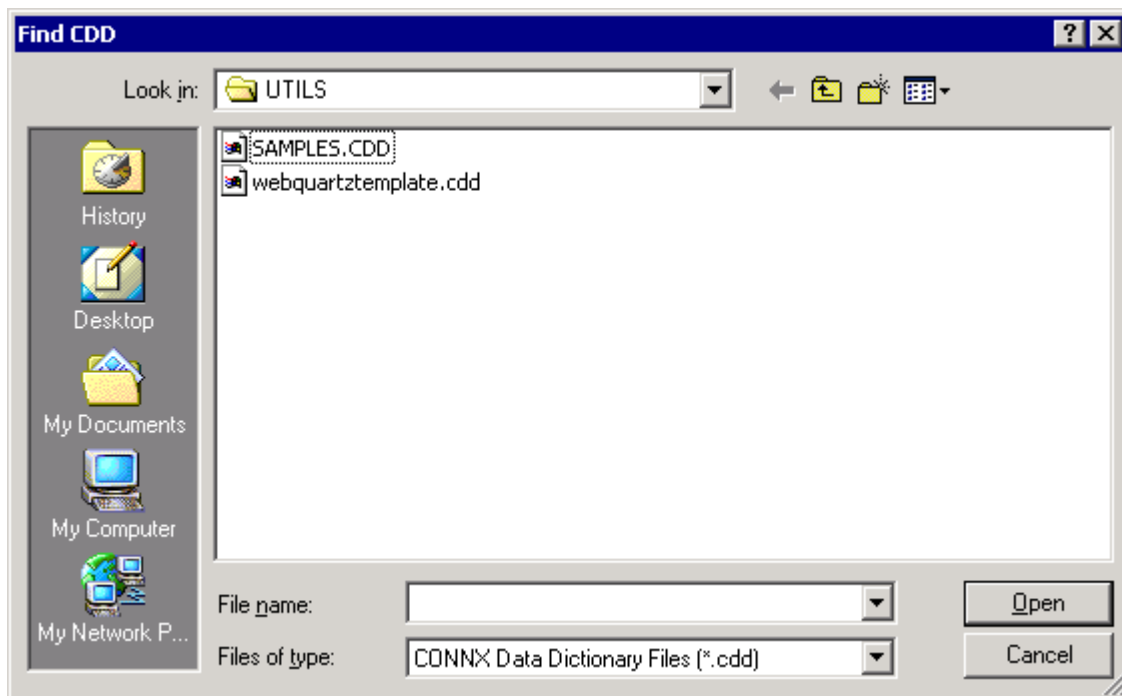 Find CDD
Look in: UTILS
SAMPLES.CDD
webquartztemplate.cdd
History
Desktop
My Documents
My Computer
My Network P...
File name:
Open
Files of type: CONNX Data Dictionary Files (*.cdd)
Cancel